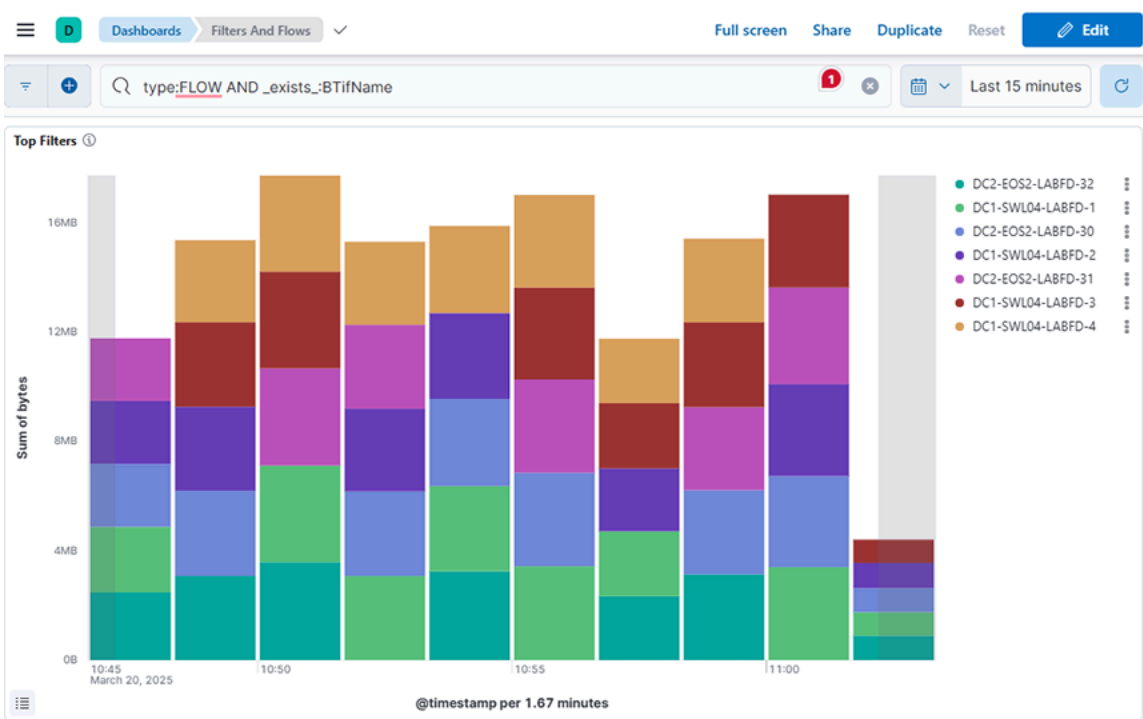 D Dashboards Filters And Flows Full screen Share Duplicate Reset Edit
type:FLOW AND _exists_:BTifName 1 Last 15 minutes
Top Filters
16MB
12MB
8MB
4MB
0B
Sum of bytes
10:45 10:50 10:55 11:00
March 20, 2025
@timestamp per 1.67 minutes
DC2-EOS2-LABFD-32
DC1-SWL04-LABFD-1
DC2-EOS2-LABFD-30
DC1-SWL04-LABFD-2
DC2-EOS2-LABFD-31
DC1-SWL04-LABFD-3
DC1-SWL04-LABFD-4